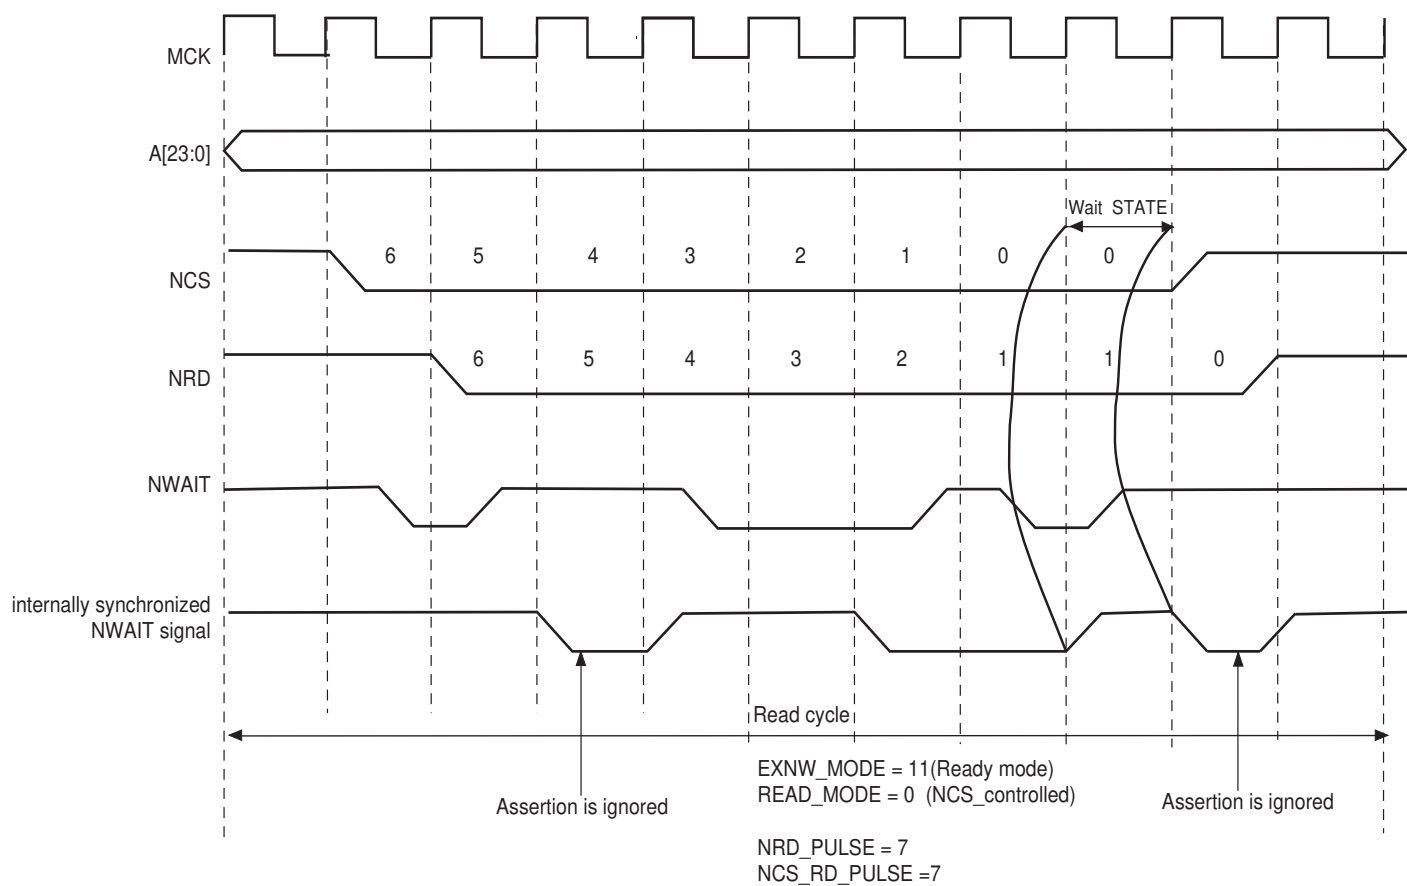 MCK
A[23:0]
Wait STATE
NCS
6 5 4 3 2 1 0 0
NRD
6 5 4 3 2 1 1 0
NWAIT
internally synchronized
NWAIT signal
Read cycle
EXNW_MODE = 11(Ready mode)
READ_MODE = 0 (NCS_controlled)
Assertion is ignored
Assertion is ignored
NRD_PULSE = 7
NCS_RD_PULSE =7